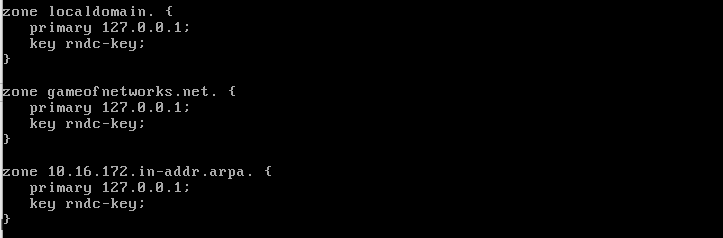 zone localdomain. {
   primary 127.0.0.1;
   key rndc-key;
}
zone gameofnetworks.net. {
   primary 127.0.0.1;
   key rndc-key;
}
zone 10.16.172.in-addr.arpa. {
   primary 127.0.0.1;
   key rndc-key;
}